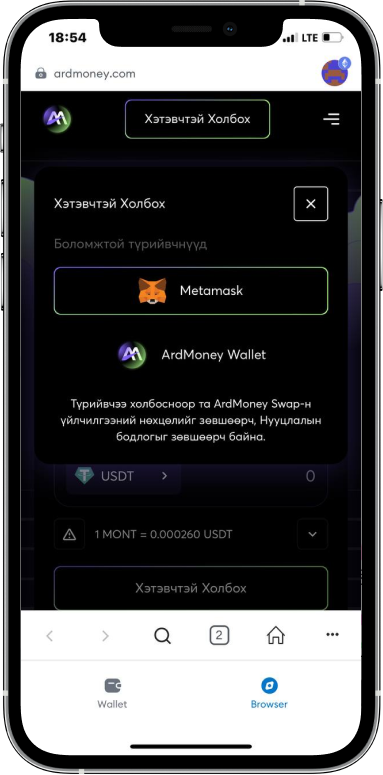 18:54
LTE
ardmoney.com
Хэтэвчтэй Холбох
Хэтэвчтэй Холбох
Боломжтой түрийвчнүүд
Metamask
ArdMoney Wallet
Түрийвчээ холбосноор та ArdMoney Swap-н
үйлчилгээний нөхцөлийг зөвшөөрч, Нууцлалын
бодлогыг зөвшөөрч байна.
USDT
0
1 MONT = 0.000260 USDT
Хэтэвчтэй Холбох
2
Wallet
Browser